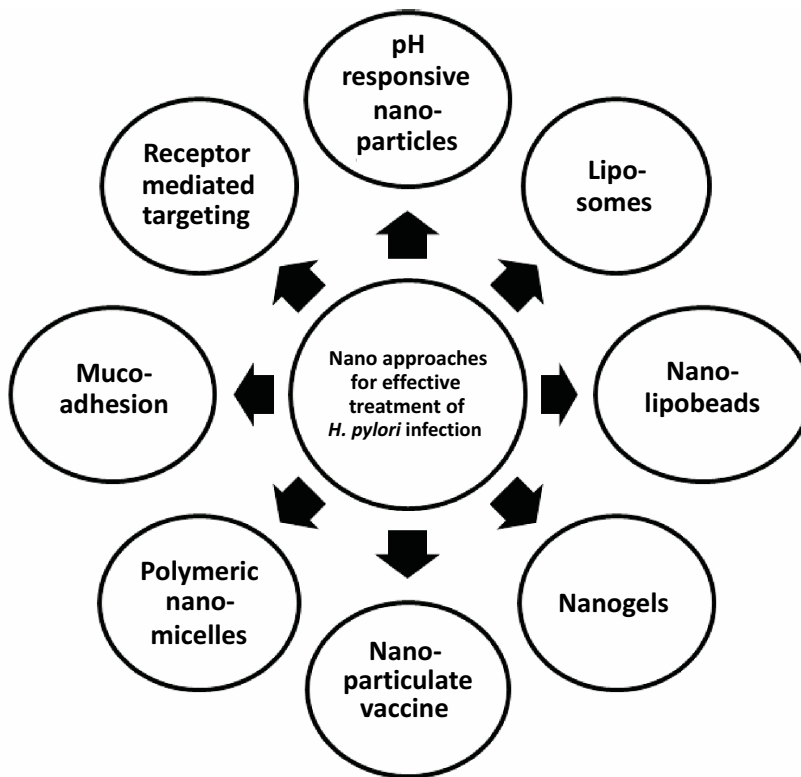 pH
responsive
nano-
particles
Lipo-
somes
Nano-
lipobeads
Nanogels
Nano-
particulate
vaccine
Polymeric
nano-
micelles
Muco-
adhesion
Receptor
mediated
targeting
Nano approaches
for effective
treatment of
H. pylori infection